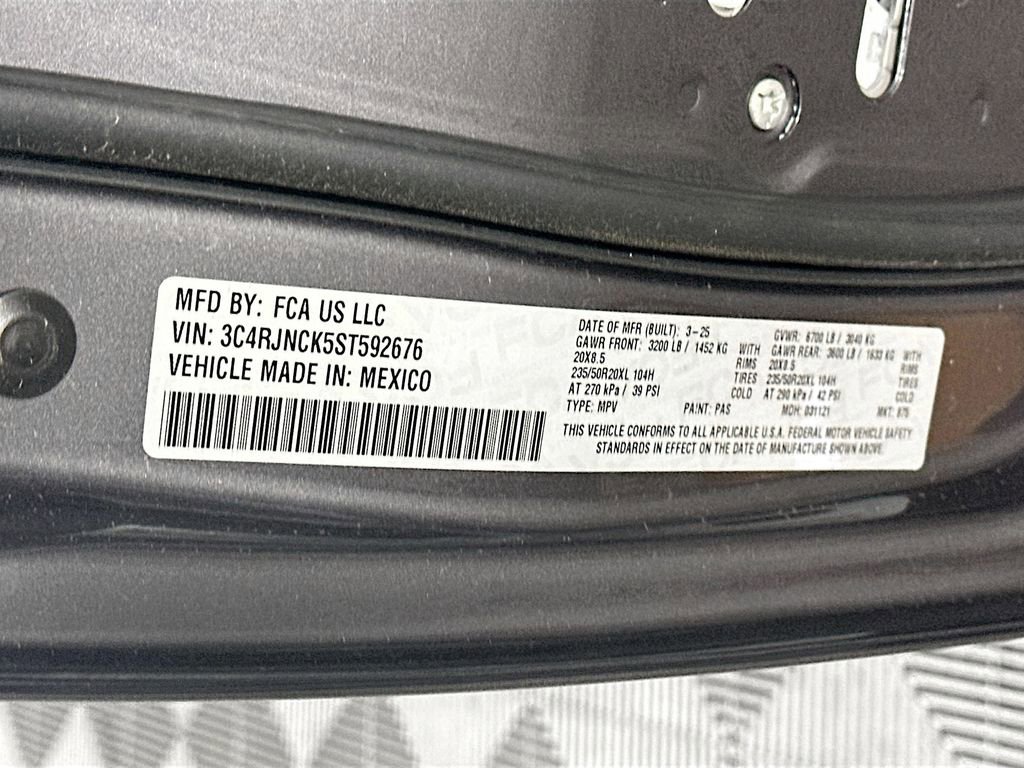 MFD BY: FCA US LLC
VIN: 3C4RJNCK5ST592676
VEHICLE MADE IN: MEXICO
DATE OF MFR (BUILT): 3-25 GVWR: 6700 LB / 3040 KG
GAWR FRONT: 3200 LB / 1452 KG WITH GAWR REAR: 3600 LB / 1633 KG WITH
20X8.5 RIMS 20X8.5 RIMS
235/50R20XL 104H TIRES 235/50R20XL 104H TIRES
AT 270 kPa / 39 PSI COLD AT 290 kPa / 42 PSI COLD
TYPE: MPV PAINT: PAS MDH: 031121 MKT: 875
THIS VEHICLE CONFORMS TO ALL APPLICABLE U.S.A. FEDERAL MOTOR VEHICLE SAFETY
STANDARDS IN EFFECT ON THE DATE OF MANUFACTURE SHOWN ABOVE.